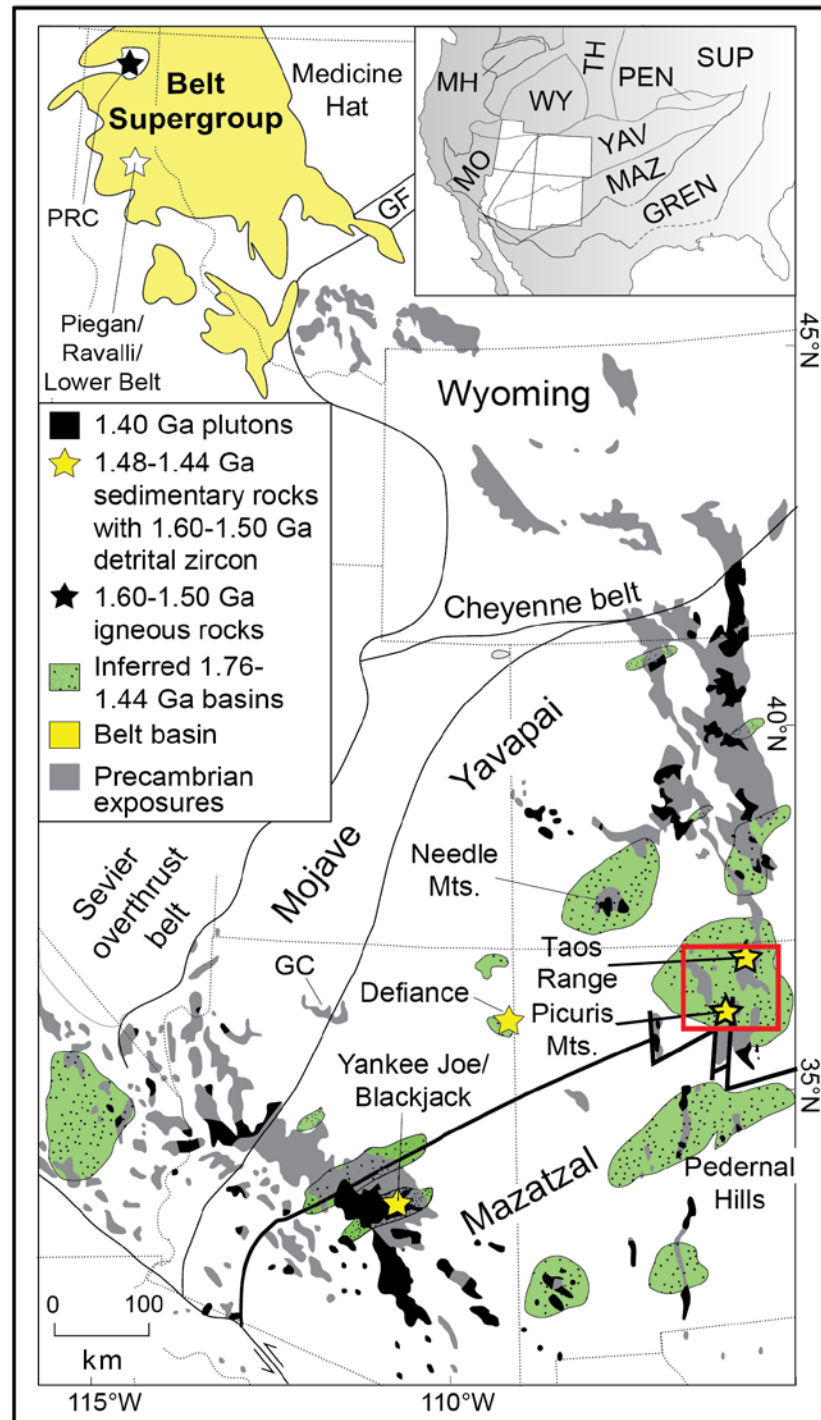 Belt
Supergroup
Medicine
Hat
PRC
GF
Piegan/
Ravalli/
Lower Belt
MH
WY
TH
PEN
SUP
MO
YAV
MAZ
GREN
45°N
Wyoming
1.40 Ga plutons
1.48-1.44 Ga
sedimentary rocks
with 1.60-1.50 Ga
detrital zircon
1.60-1.50 Ga
igneous rocks
Inferred 1.76-
1.44 Ga basins
Belt basin
Precambrian
exposures
Cheyenne belt
40°N
Yavapai
Mojave
Sevier
overthrust
belt
Needle
Mts.
Taos
Range
GC
Defiance
Picuris
Mts.
Yankee Joe/
Blackjack
35°N
Mazatzal
Pedernal
Hills
0 100
km
115°W
110°W